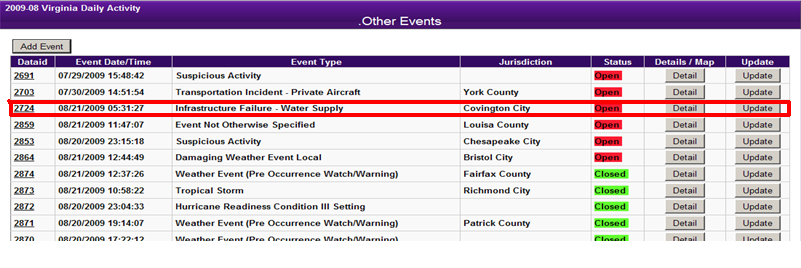 2009-08 Virginia Daily Activity
.Other Events
Add Event
Dataid Event Date/Time Event Type Jurisdiction Status Details / Map Update
2691 07/29/2009 15:48:42 Suspicious Activity Open Detail Update
2703 07/30/2009 14:51:54 Transportation Incident - Private Aircraft York County Open Detail Update
2724 08/21/2009 05:31:27 Infrastructure Failure - Water Supply Covington City Open Detail Update
2859 08/21/2009 11:47:07 Event Not Otherwise Specified Louisa County Open Detail Update
2853 08/20/2009 23:15:18 Suspicious Activity Chesapeake City Open Detail Update
2864 08/21/2009 12:44:49 Damaging Weather Event Local Bristol City Open Detail Update
2874 08/21/2009 12:37:26 Weather Event (Pre Occurrence Watch/Warning) Fairfax County Closed Detail Update
2873 08/21/2009 10:58:22 Tropical Storm Richmond City Closed Detail Update
2872 08/20/2009 23:04:33 Hurricane Readiness Condition III Setting Closed Detail Update
2871 08/20/2009 19:14:07 Weather Event (Pre Occurrence Watch/Warning) Patrick County Closed Detail Update
2870 08/20/2009 17:22:12 Weather Event (Pre Occurrence Watch/Warning) Closed Detail Update